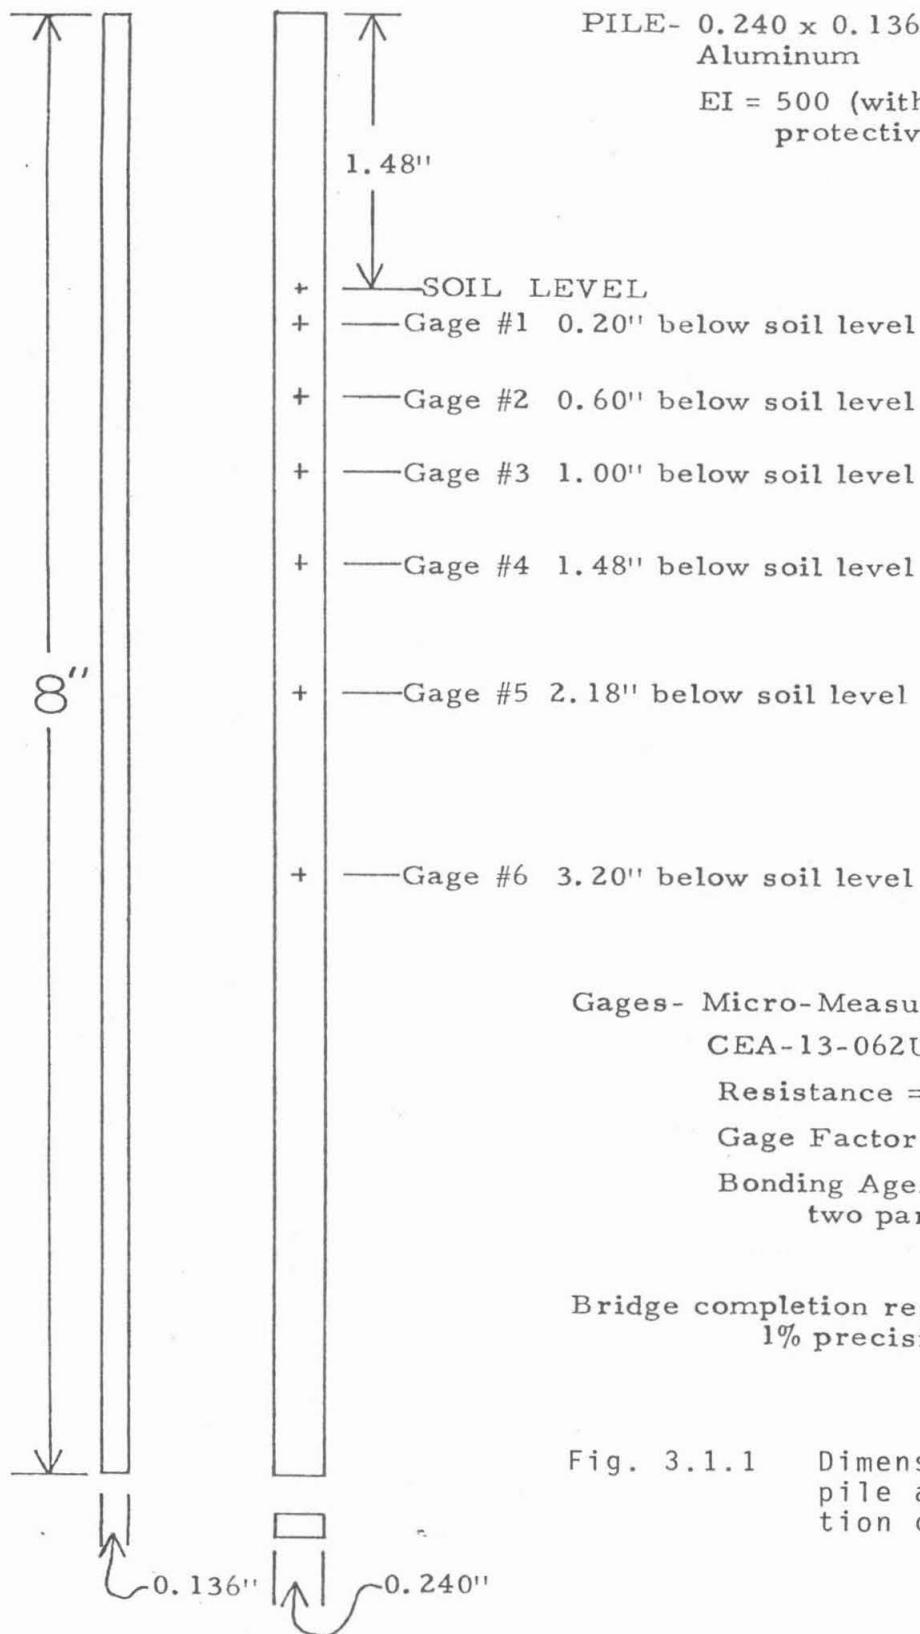 PILE- 0.240 x 0.136
Aluminum
EI = 500 (with
protectiv
1.48"
SOIL LEVEL
Gage #1 0.20" below soil level
Gage #2 0.60" below soil level
Gage #3 1.00" below soil level
Gage #4 1.48" below soil level
8"
Gage #5 2.18" below soil level
Gage #6 3.20" below soil level
Gages- Micro-Measu
CEA-13-062U
Resistance =
Gage Factor
Bonding Age
two par
Bridge completion re
1% precis
Fig. 3.1.1 Dimens
pile a
tion o
0.136"
0.240"